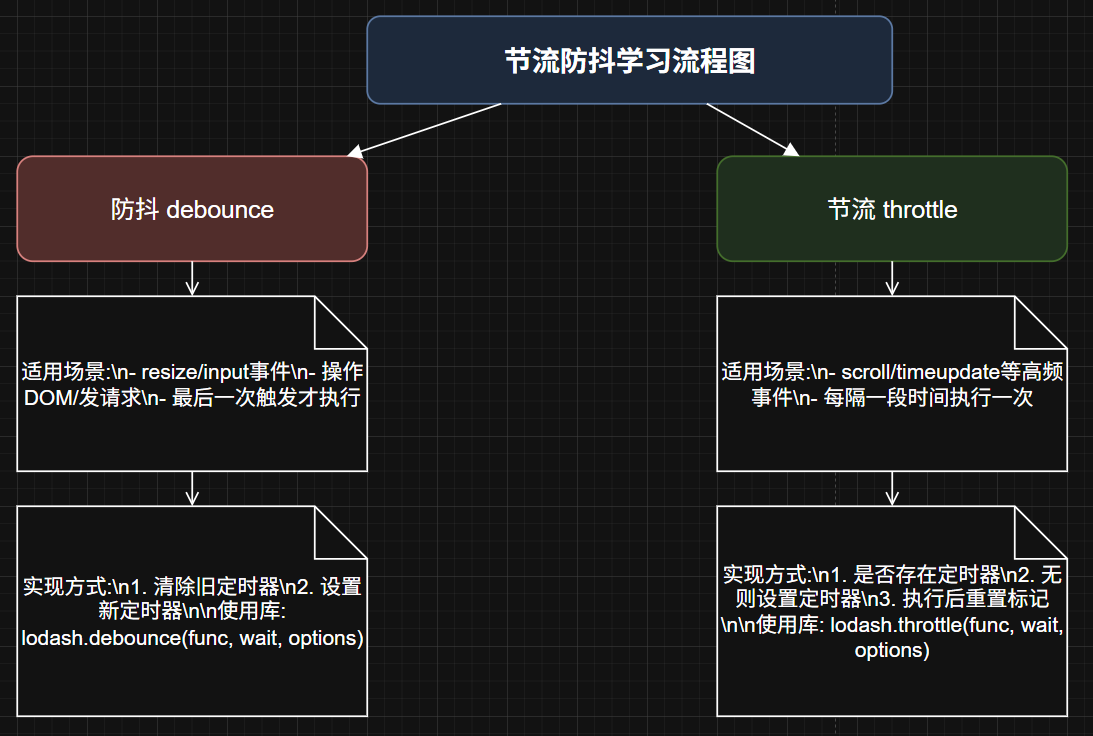 节流防抖学习流程图
防抖 debounce
节流 throttle
适用场景:\n- resize/input事件\n- 操作
DOM/发请求\n- 最后一次触发才执行
适用场景:\n- scroll/timeupdate等高频
事件\n- 每隔一段时间执行一次
实现方式:\n1. 清除旧定时器\n2. 设置
新定时器\n\n使用库:
lodash.debounce(func, wait, options)
实现方式:\n1. 是否存在定时器\n2. 无
则设置定时器\n3. 执行后重置标记
\n\n使用库: lodash.throttle(func, wait,
options)